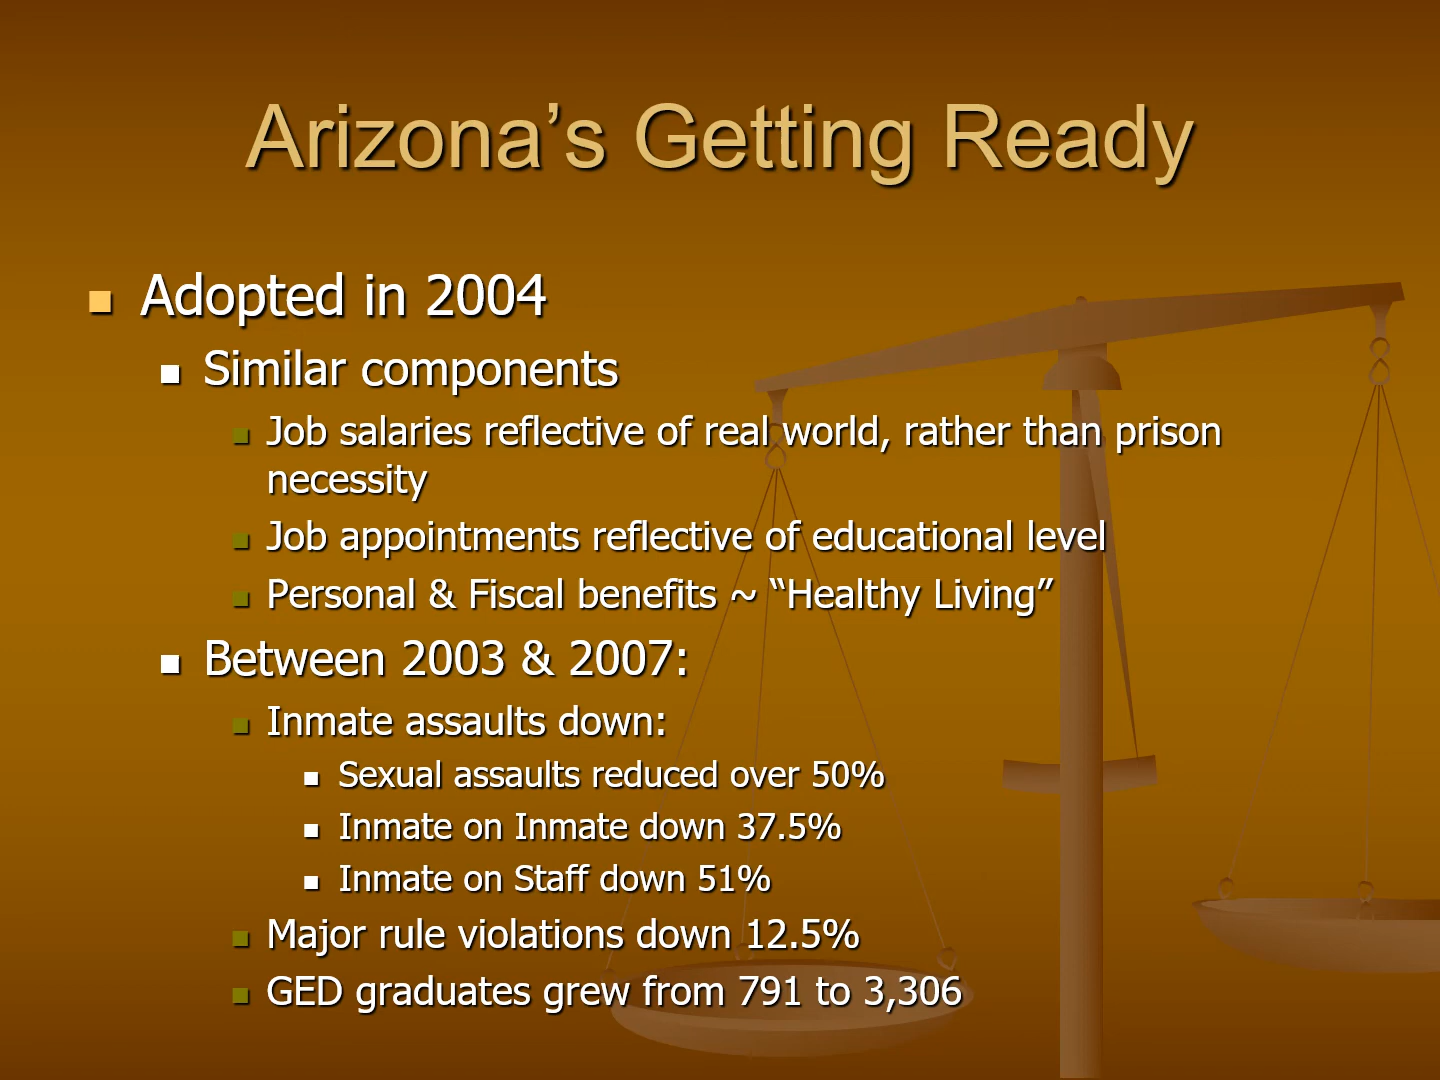 Arizona’s Getting Ready
Adopted in 2004
Similar components
Job salaries reflective of real world, rather than prison
necessity
Job appointments reflective of educational level
Personal & Fiscal benefits ~ “Healthy Living”
Between 2003 & 2007:
Inmate assaults down:
Sexual assaults reduced over 50%
Inmate on Inmate down 37.5%
Inmate on Staff down 51%
Major rule violations down 12.5%
GED graduates grew from 791 to 3,306